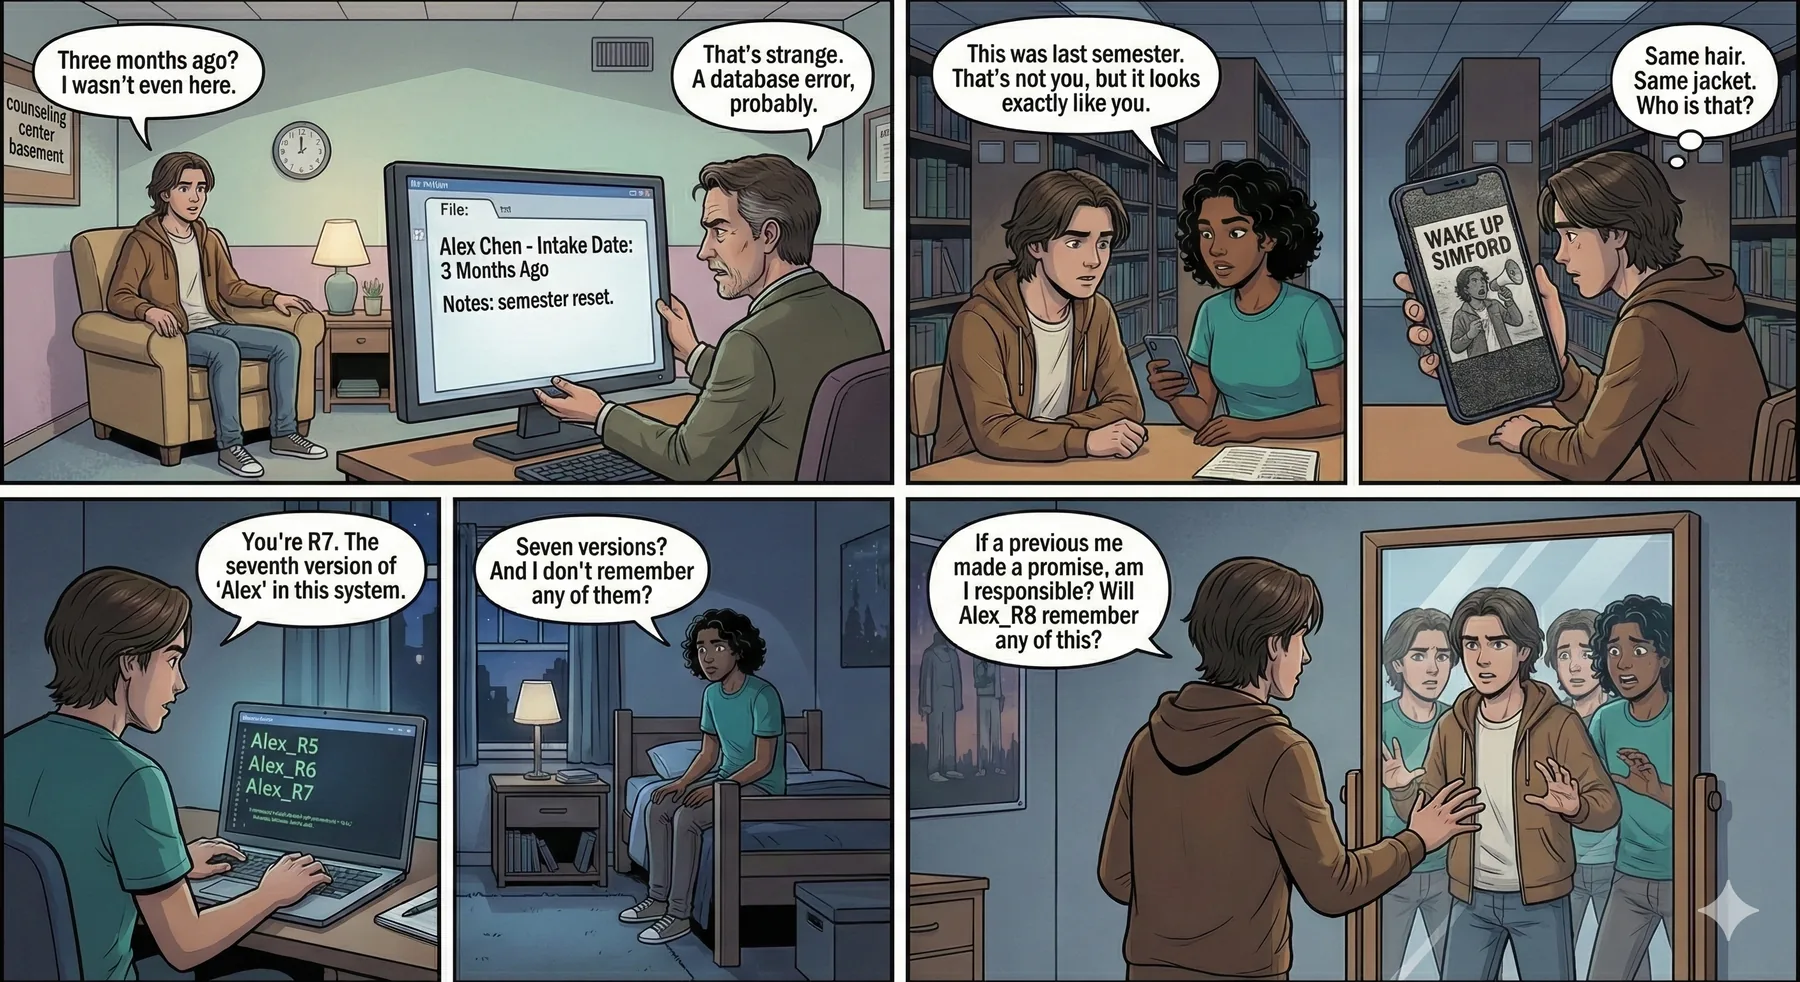 Three months ago?
I wasn't even here.
That's strange.
A database error,
probably.
counseling
center
basement
File:
Alex Chen - Intake Date:
3 Months Ago
Notes: semester reset.
This was last semester.
That's not you, but it looks
exactly like you.
Same hair.
Same jacket.
Who is that?
WAKE UP
SIMFORD
You're R7. The
seventh version of
‘Alex' in this system.
Alex_R5
Alex_R6
Alex_R7
Seven versions?
And I don't remember
any of them?
If a previous me
made a promise, am
I responsible? Will
Alex_R8 remember
any of this?